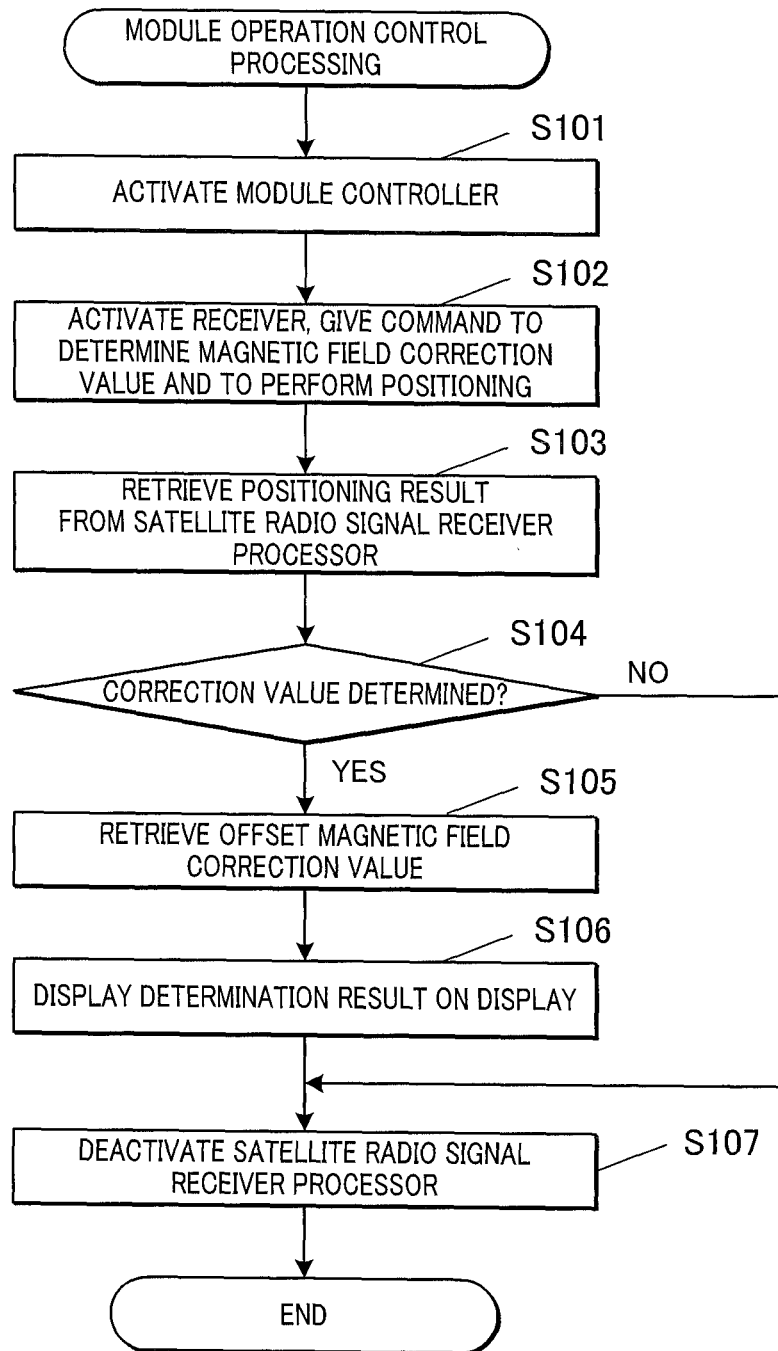 MODULE OPERATION CONTROL
PROCESSING
S101
ACTIVATE MODULE CONTROLLER
S102
ACTIVATE RECEIVER, GIVE COMMAND TO
DETERMINE MAGNETIC FIELD CORRECTION
VALUE AND TO PERFORM POSITIONING
S103
RETRIEVE POSITIONING RESULT
FROM SATELLITE RADIO SIGNAL RECEIVER
PROCESSOR
S104
CORRECTION VALUE DETERMINED?
NO
YES
S105
RETRIEVE OFFSET MAGNETIC FIELD
CORRECTION VALUE
S106
DISPLAY DETERMINATION RESULT ON DISPLAY
S107
DEACTIVATE SATELLITE RADIO SIGNAL
RECEIVER PROCESSOR
END